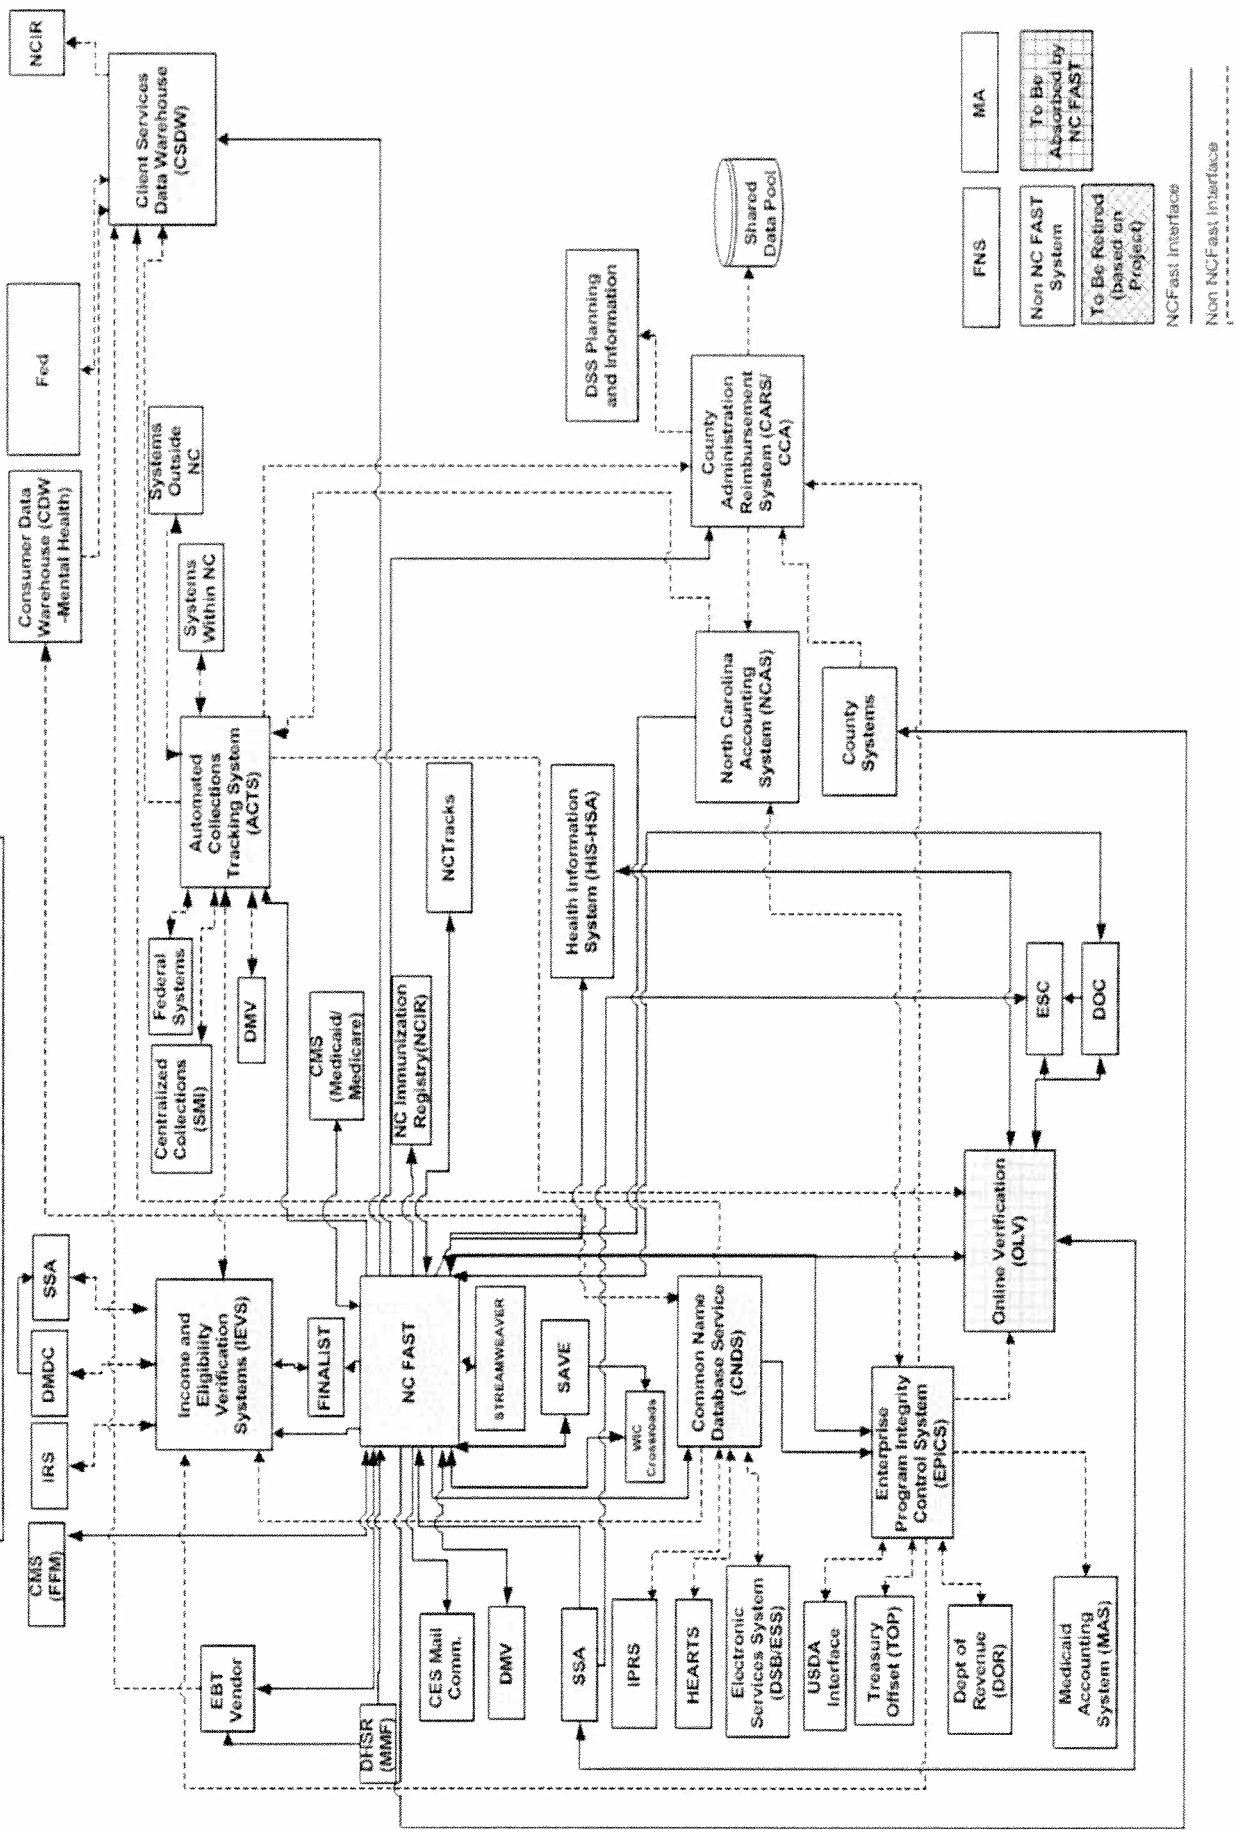 CMS
(FFM)
IRS
DMDC
SSA
Consumer Data
Warehouse (CDW
-Mental Health)
Fed
NCIR
EBT
Vendor
Income and
Eligibility
Verification
Systems (IEVS)
Centralized
Collections
(SMI)
Federal
Systems
DMV
Automated
Collections
Tracking System
(ACTS)
Systems
Within NC
Systems
Outside
NC
Client Services
Data Warehouse
(CSDW)
DHSR
(MMF)
FINALIST
CMS
(Medicaid/
Medicare)
NC FAST
NC Immunization
Registry(NCIR)
NCTracks
CES Mail
Comm.
DMV
STREAMWEAVER
SSA
SAVE
WIC
Crossroads
Health Information
System (HIS-HSA)
DSS Planning
and Information
IPRS
HEARTS
Electronic
Services System
(DSB/ESS)
Common Name
Database Service
(CNDS)
North Carolina
Accounting
System (NCAS)
County
Administration
Reimbursement
System (CARS/
CCA)
Shared
Data Pool
USDA
Interface
Treasury
Offset (TOP)
County
Systems
Enterprise
Program Integrity
Control System
(EPICS)
Dept of
Revenue
(DOR)
Online Verification
(OLV)
ESC
DOC
Medicaid
Accounting
System (MAS)
FNS
MA
Non NC FAST
System
To Be
Absorbed by
NC FAST
To Be Retired
(based on
Project)
NCFast Interface
Non NCFast Interface